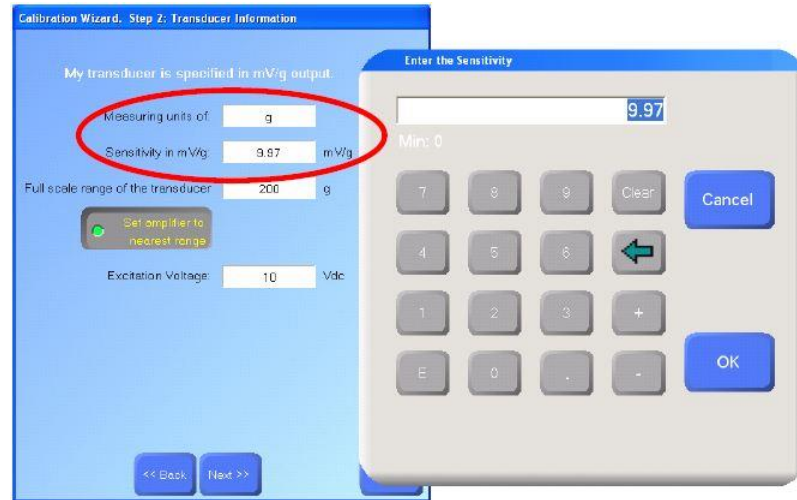 Calibration Wizard. Step 2: Transducer Information
My transducer is specified in mV/g output.
Measuring units of: g
Sensitivity in mV/g: 9.97 mV/g
Full scale range of the transducer 200 g
Set amplifier to
nearest range
Excitation Voltage: 10 Vdc
<< Back Next >>
Enter the Sensitivity
9.97
Min: 0
7 8 9 Clear Cancel
4 5 6
1 2 3 +
E 0 . - OK